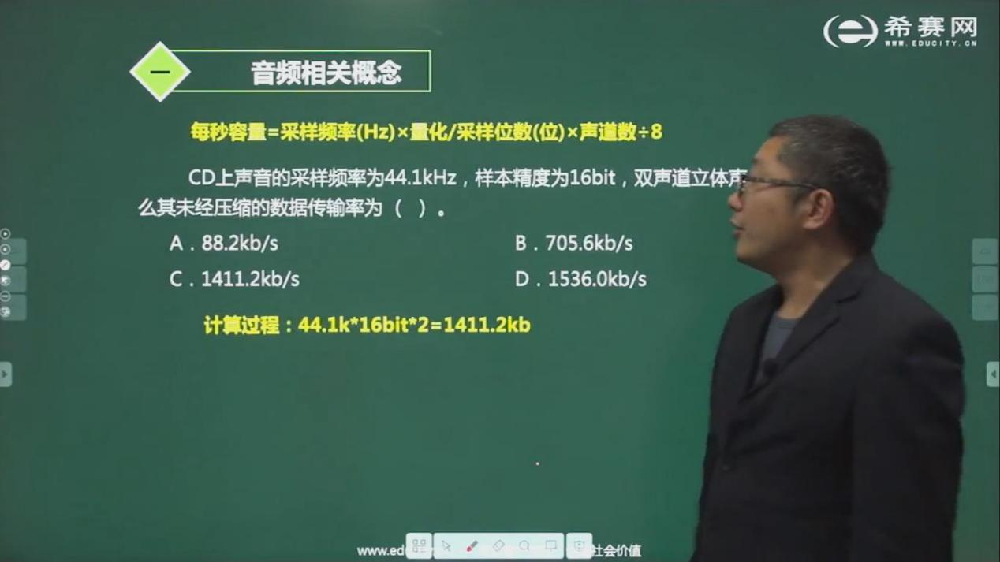 希赛网
WWW.EDUCITY.CN
一
音频相关概念
每秒容量=采样频率(Hz)×量化/采样位数(位)×声道数÷8
CD上声音的采样频率为44.1kHz，样本精度为16bit，双声道立体声
么其未经压缩的数据传输率为（ ）。
A．88.2kb/s
B．705.6kb/s
C．1411.2kb/s
D．1536.0kb/s
计算过程：44.1k*16bit*2=1411.2kb
社会价值